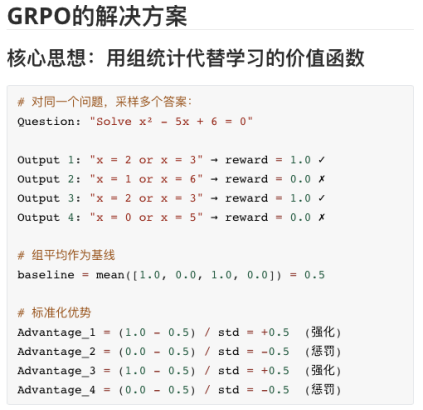 GRPO的解决方案
核心思想：用组统计代替学习的价值函数
# 对同一个问题，采样多个答案：
Question: "Solve x² - 5x + 6 = 0"
Output 1: "x = 2 or x = 3" → reward = 1.0 ✓
Output 2: "x = 1 or x = 6" → reward = 0.0 ✗
Output 3: "x = 2 or x = 3" → reward = 1.0 ✓
Output 4: "x = 0 or x = 5" → reward = 0.0 ✗
# 组平均作为基线
baseline = mean([1.0, 0.0, 1.0, 0.0]) = 0.5
# 标准化优势
Advantage_1 = (1.0 - 0.5) / std = +0.5 （强化）
Advantage_2 = (0.0 - 0.5) / std = -0.5 （惩罚）
Advantage_3 = (1.0 - 0.5) / std = +0.5 （强化）
Advantage_4 = (0.0 - 0.5) / std = -0.5 （惩罚）